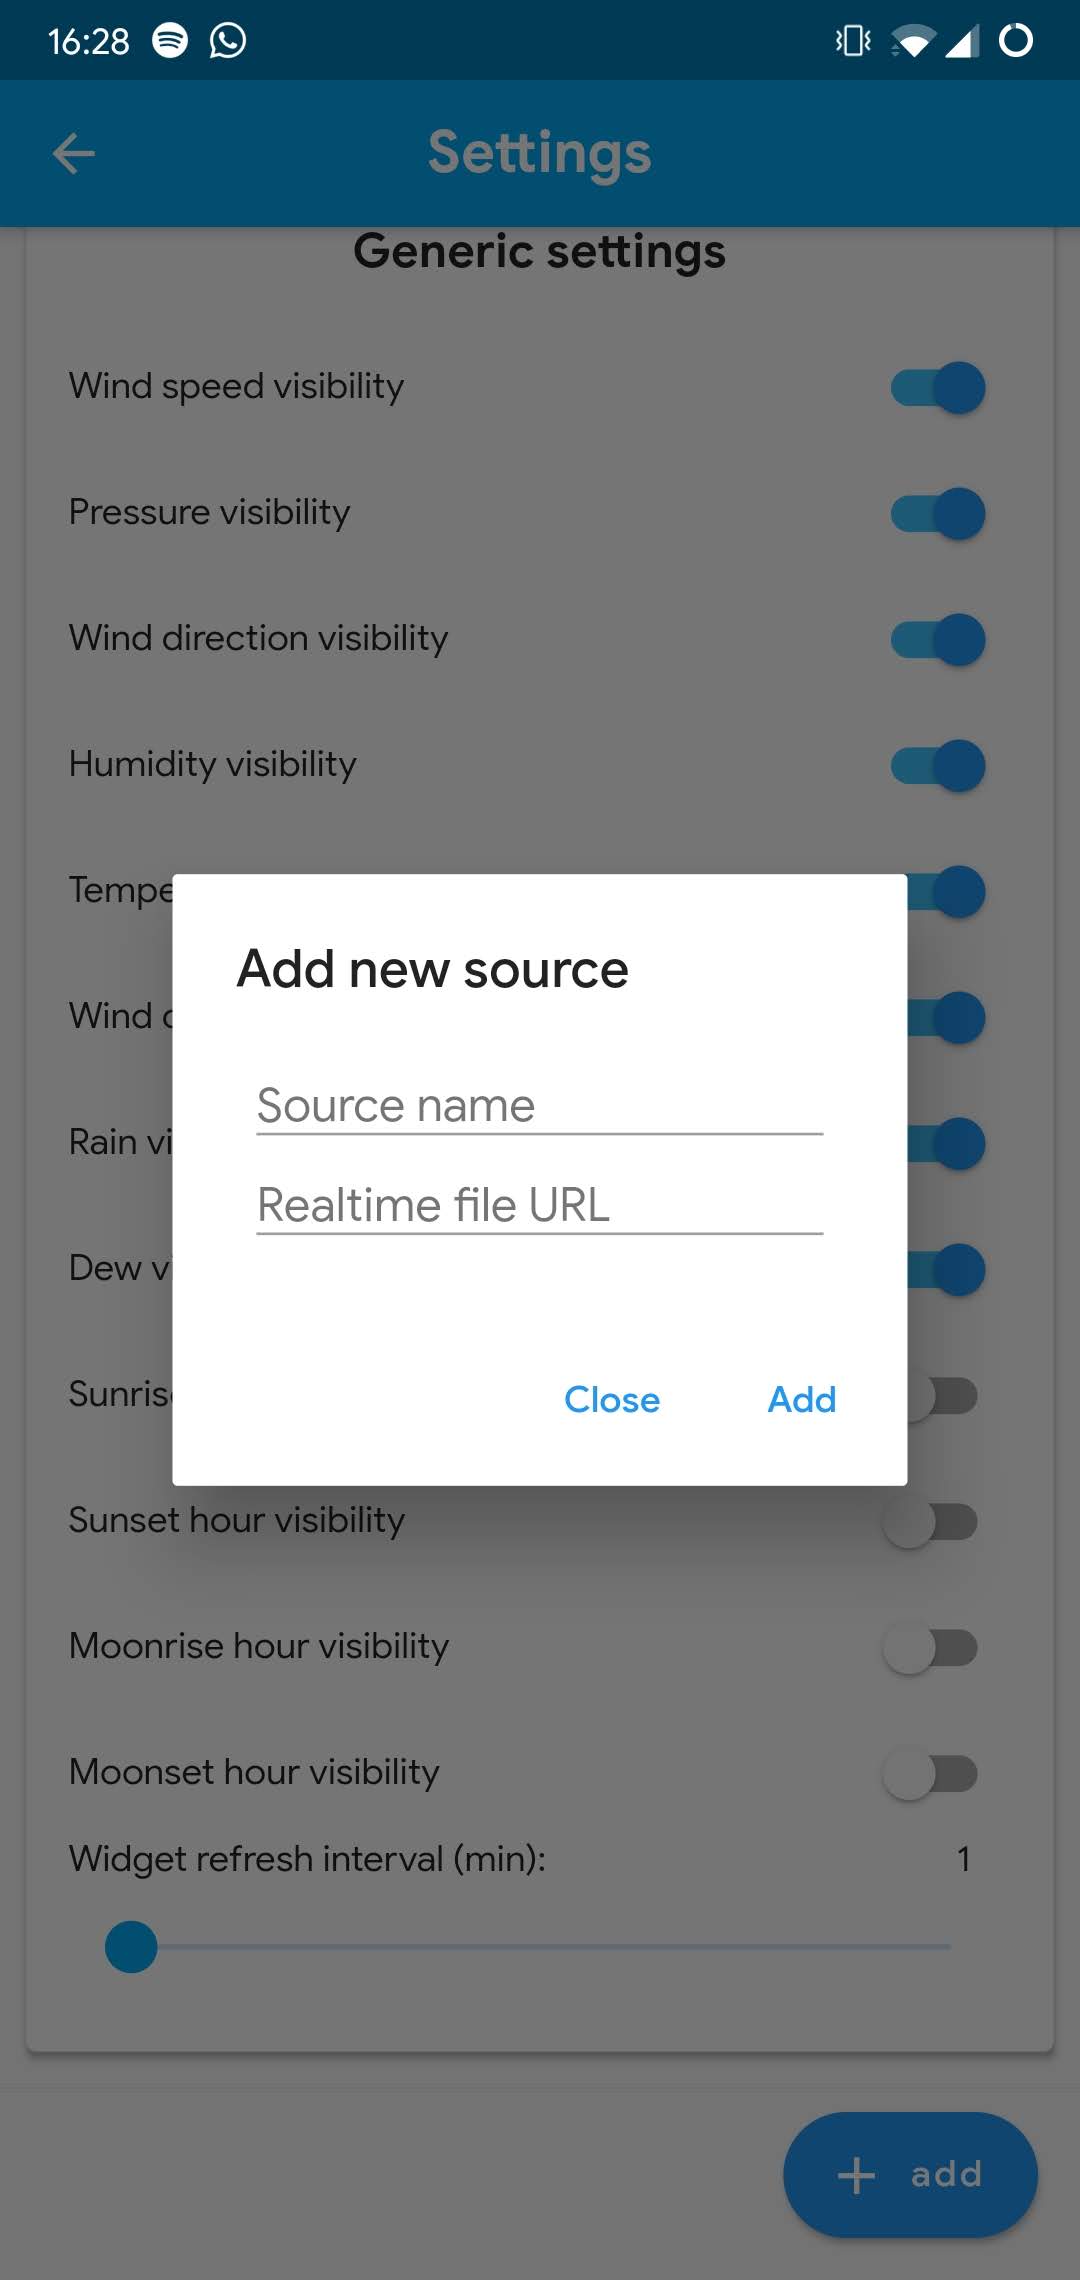 16:28
Settings
Generic settings
Wind speed visibility
Pressure visibility
Wind direction visibility
Humidity visibility
Tempe
Add new source
Wind
Source name
Rain vi
Realtime file URL
Dew v
Sunris
Close Add
Sunset hour visibility
Moonrise hour visibility
Moonset hour visibility
Widget refresh interval (min): 1
+ add